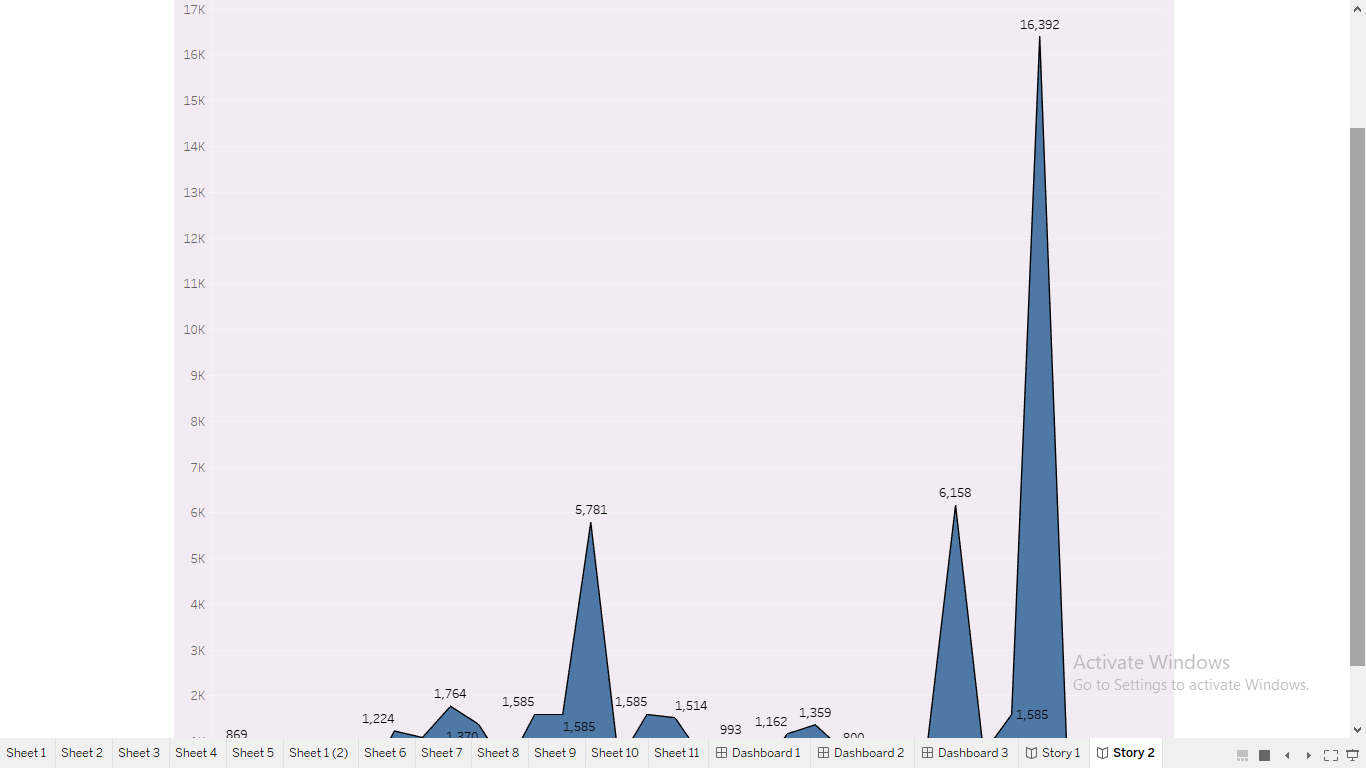 17K
16,392
16K
15K
14K
13K
12K
11K
10K
9K
8K
7K
6,158
6K
5,781
5K
4K
3K
Activate Windows
Go to Settings to activate Windows.
2K
1,764
1,585
1,585
1,514
1,224
1,359
1,585
1,162
1,585
993
869
1,370
800
1K
Sheet 1 Sheet 2 Sheet 3 Sheet 4 Sheet 5 Sheet 1 (2) Sheet 6 Sheet 7 Sheet 8 Sheet 9 Sheet 10 Sheet 11 Dashboard 1 Dashboard 2 Dashboard 3 Story 1 Story 2